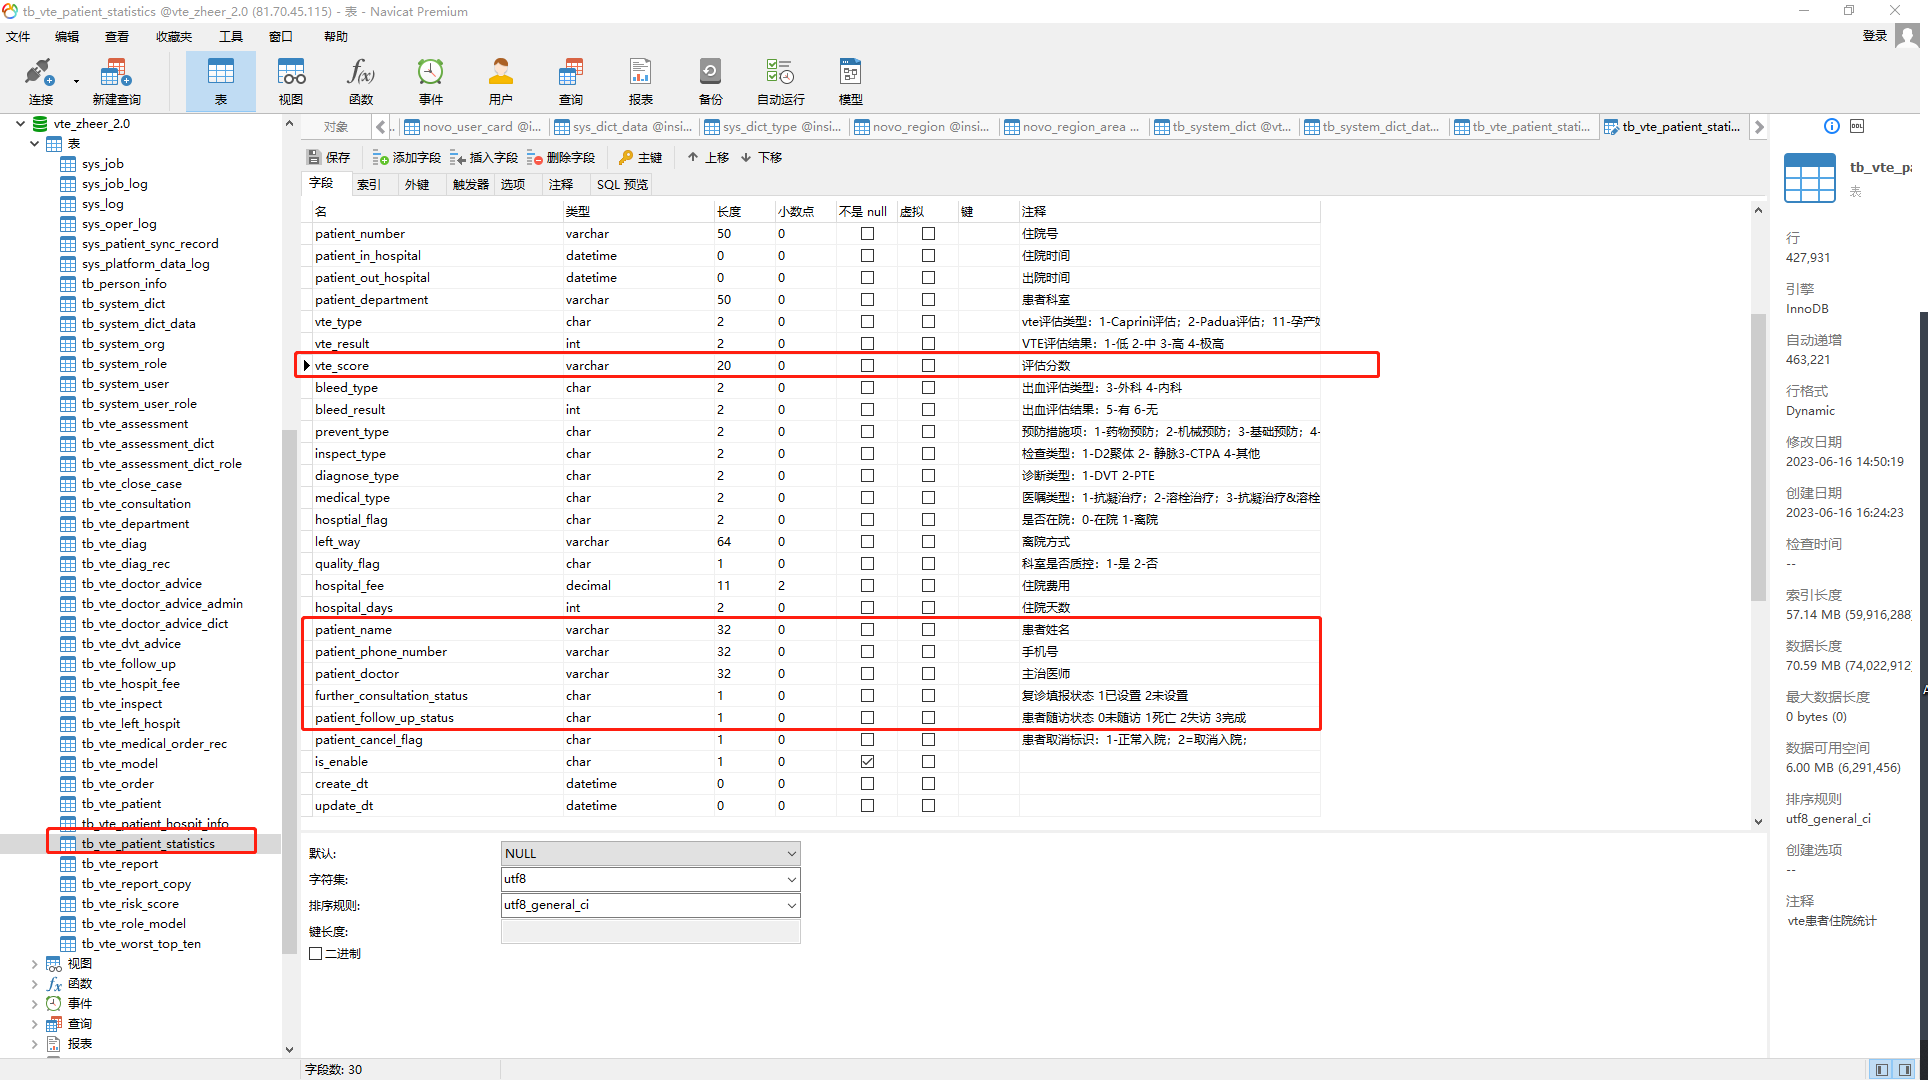 tb_vte_patient_statistics @vte_zheer_2.0 (81.70.45.115) - 表 - Navicat Premium
文件 编辑 查看 收藏夹 工具 窗口 帮助
登录
连接 新建查询 表 视图 函数 事件 用户 查询 报表 备份 自动运行 模型
对象 novo_user_card @i... sys_dict_data @insi... sys_dict_type @insi... novo_region @insi... novo_region_area ... tb_system_dict @vt... tb_system_dict_dat... tb_vte_patient_stati... tb_vte_patient_stati...
保存 添加字段 插入字段 删除字段 主键 上移 下移
字段 索引 外键 触发器 选项 注释 SQL 预览
vte_zheer_2.0
表
sys_job
sys_job_log
sys_log
sys_oper_log
sys_patient_sync_record
sys_platform_data_log
tb_person_info
tb_system_dict
tb_system_dict_data
tb_system_org
tb_system_role
tb_system_user
tb_system_user_role
tb_vte_assessment
tb_vte_assessment_dict
tb_vte_assessment_dict_role
tb_vte_close_case
tb_vte_consultation
tb_vte_department
tb_vte_diag
tb_vte_diag_rec
tb_vte_doctor_advice
tb_vte_doctor_advice_admin
tb_vte_doctor_advice_dict
tb_vte_dvt_advice
tb_vte_follow_up
tb_vte_hospit_fee
tb_vte_inspect
tb_vte_left_hospit
tb_vte_medical_order_rec
tb_vte_model
tb_vte_order
tb_vte_patient
tb_vte_patient_hospit_info
tb_vte_patient_statistics
tb_vte_report
tb_vte_report_copy
tb_vte_risk_score
tb_vte_role_model
tb_vte_worst_top_ten
视图
函数
事件
查询
报表
名 类型 长度 小数点 不是 null 虚拟 键 注释
patient_number varchar 50 0 住院号
patient_in_hospital datetime 0 0 住院时间
patient_out_hospital datetime 0 0 出院时间
patient_department varchar 50 0 患者科室
vte_type char 2 0 vte评估类型：1-Caprini评估；2-Padua评估；11-孕产
vte_result int 2 0 VTE评估结果：1-低 2-中 3-高 4-极高
vte_score varchar 20 0 评估分数
bleed_type char 2 0 出血评估类型：3-外科 4-内科
bleed_result int 2 0 出血评估结果：5-有 6-无
prevent_type char 2 0 预防措施项：1-药物预防；2-机械预防；3-基础预防；4-
inspect_type char 2 0 检查类型：1-D2聚体 2- 静脉3-CTPA 4-其他
diagnose_type char 2 0 诊断类型：1-DVT 2-PTE
medical_type char 2 0 医嘱类型：1-抗凝治疗；2-溶栓治疗；3-抗凝治疗&溶栓
hosptial_flag char 2 0 是否在院：0-在院 1-离院
left_way varchar 64 0 离院方式
quality_flag char 1 0 科室是否质控：1-是 2-否
hospital_fee decimal 11 2 住院费用
hospital_days int 2 0 住院天数
patient_name varchar 32 0 患者姓名
patient_phone_number varchar 32 0 手机号
patient_doctor varchar 32 0 主治医师
further_consultation_status char 1 0 复诊填报状态 1已设置 2未设置
patient_follow_up_status char 1 0 患者随访状态 0未随访 1死亡 2失访 3完成
patient_cancel_flag char 1 0 患者取消标识：1-正常入院；2=取消入院；
is_enable char 1 0
create_dt datetime 0 0
update_dt datetime 0 0
默认: NULL
字符集: utf8
排序规则: utf8_general_ci
键长度:
二进制
字段数: 30
DDL
tb_vte_p
表
行
427,931
引擎
InnoDB
自动递增
463,221
行格式
Dynamic
修改日期
2023-06-16 14:50:19
创建日期
2023-06-16 16:24:23
检查时间
--
索引长度
57.14 MB (59,916,288
数据长度
70.59 MB (74,022,912
最大数据长度
0 bytes (0)
数据可用空间
6.00 MB (6,291,456)
排序规则
utf8_general_ci
创建选项
--
注释
vte患者住院统计